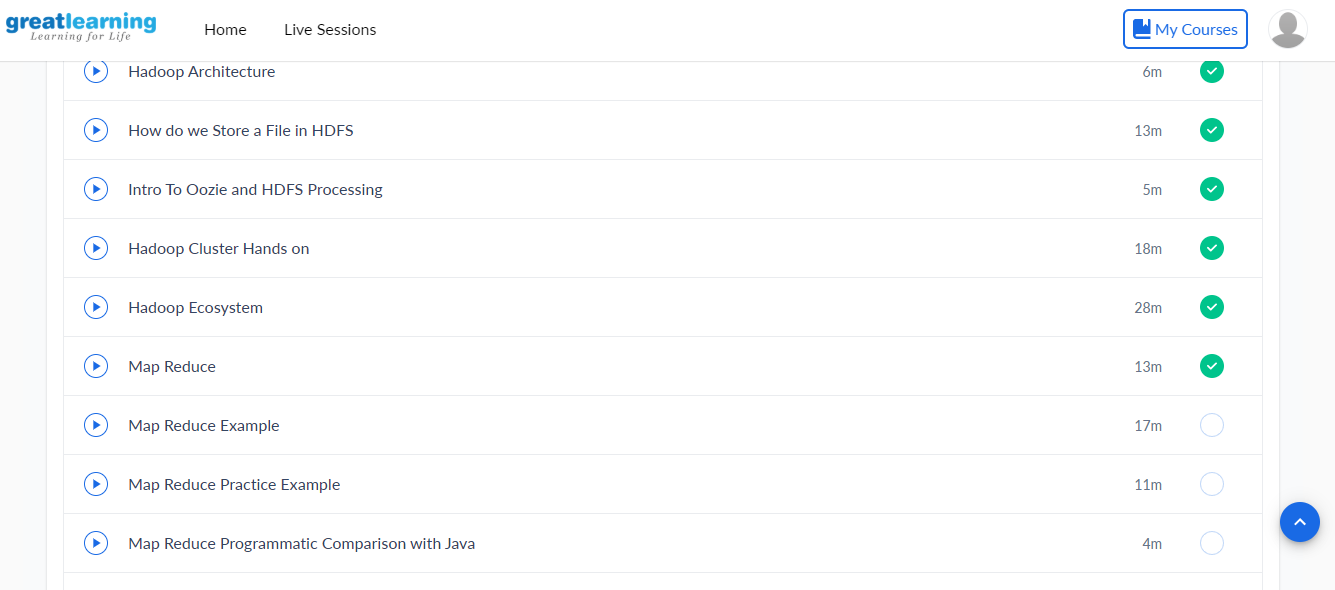 greatlearning
Learning for Life
Home
Live Sessions
My Courses
Hadoop Architecture 6m
How do we Store a File in HDFS 13m
Intro To Oozie and HDFS Processing 5m
Hadoop Cluster Hands on 18m
Hadoop Ecosystem 28m
Map Reduce 13m
Map Reduce Example 17m
Map Reduce Practice Example 11m
Map Reduce Programmatic Comparison with Java 4m